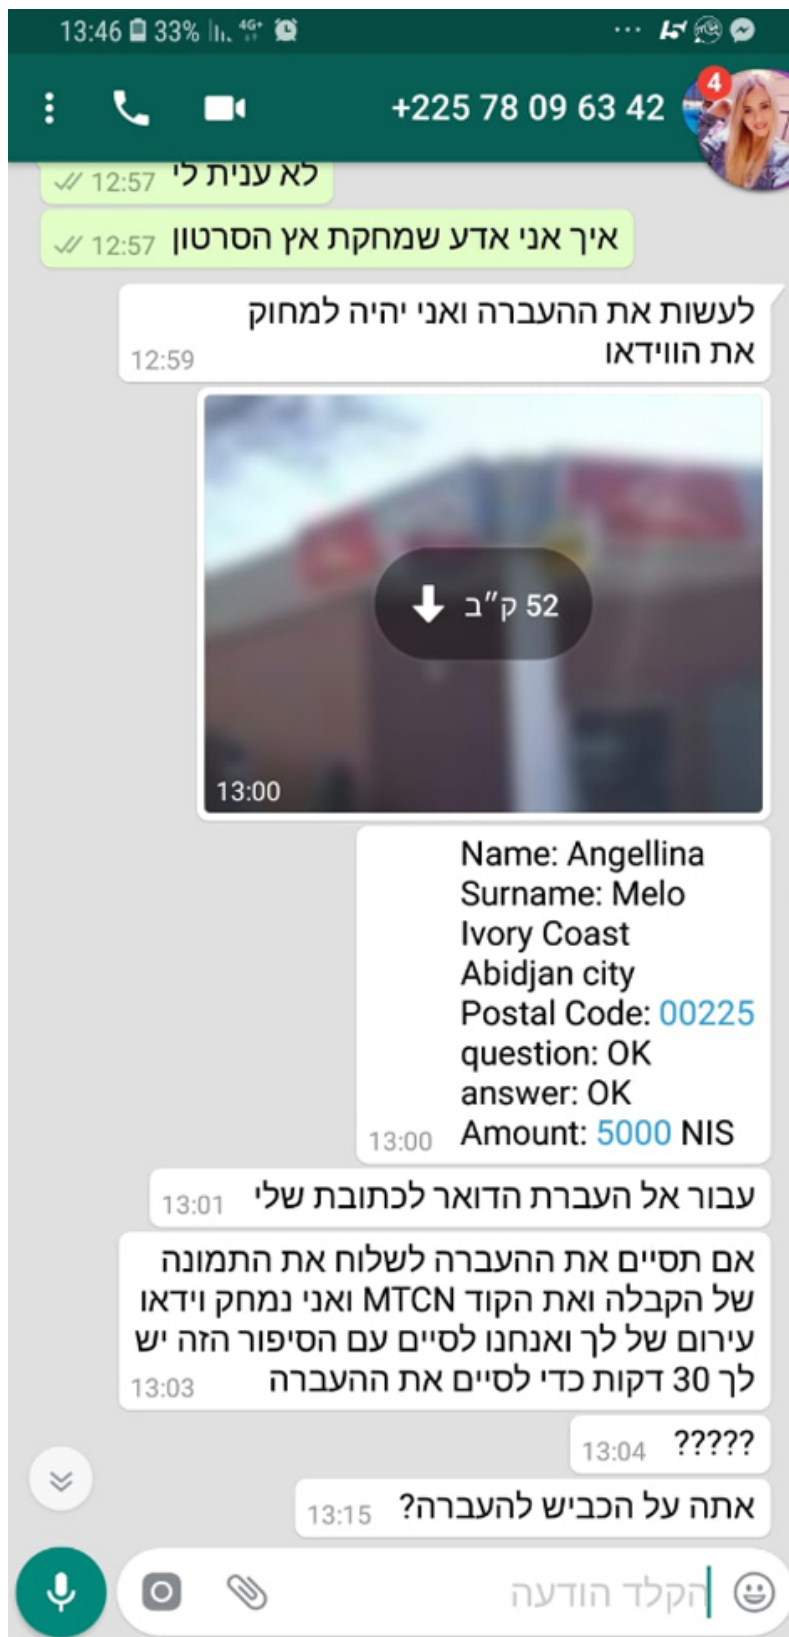 13:46 33% 4G+
+225 78 09 63 42
4
לא ענית לי 12:57
איך אני אדע שמחקת אץ הסרטון 12:57
לעשות את ההעברה ואני יהיה למחוק
את הווידאו
12:59
52 ק"ב
13:00
Name: Angellina
Surname: Melo
Ivory Coast
Abidjan city
Postal Code: 00225
question: OK
answer: OK
Amount: 5000 NIS
13:00
עבור אל העברת הדואר לכתובת שלי 13:01
אם תסיים את ההעברה לשלוח את התמונה
של הקבלה ואת הקוד MTCN ואני נמחק וידאו
עירום של לך ואנחנו לסיים עם הסיפור הזה יש
לך 30 דקות כדי לסיים את ההעברה
13:03
????? 13:04
אתה על הכביש להעברה? 13:15
הקלד הודעה